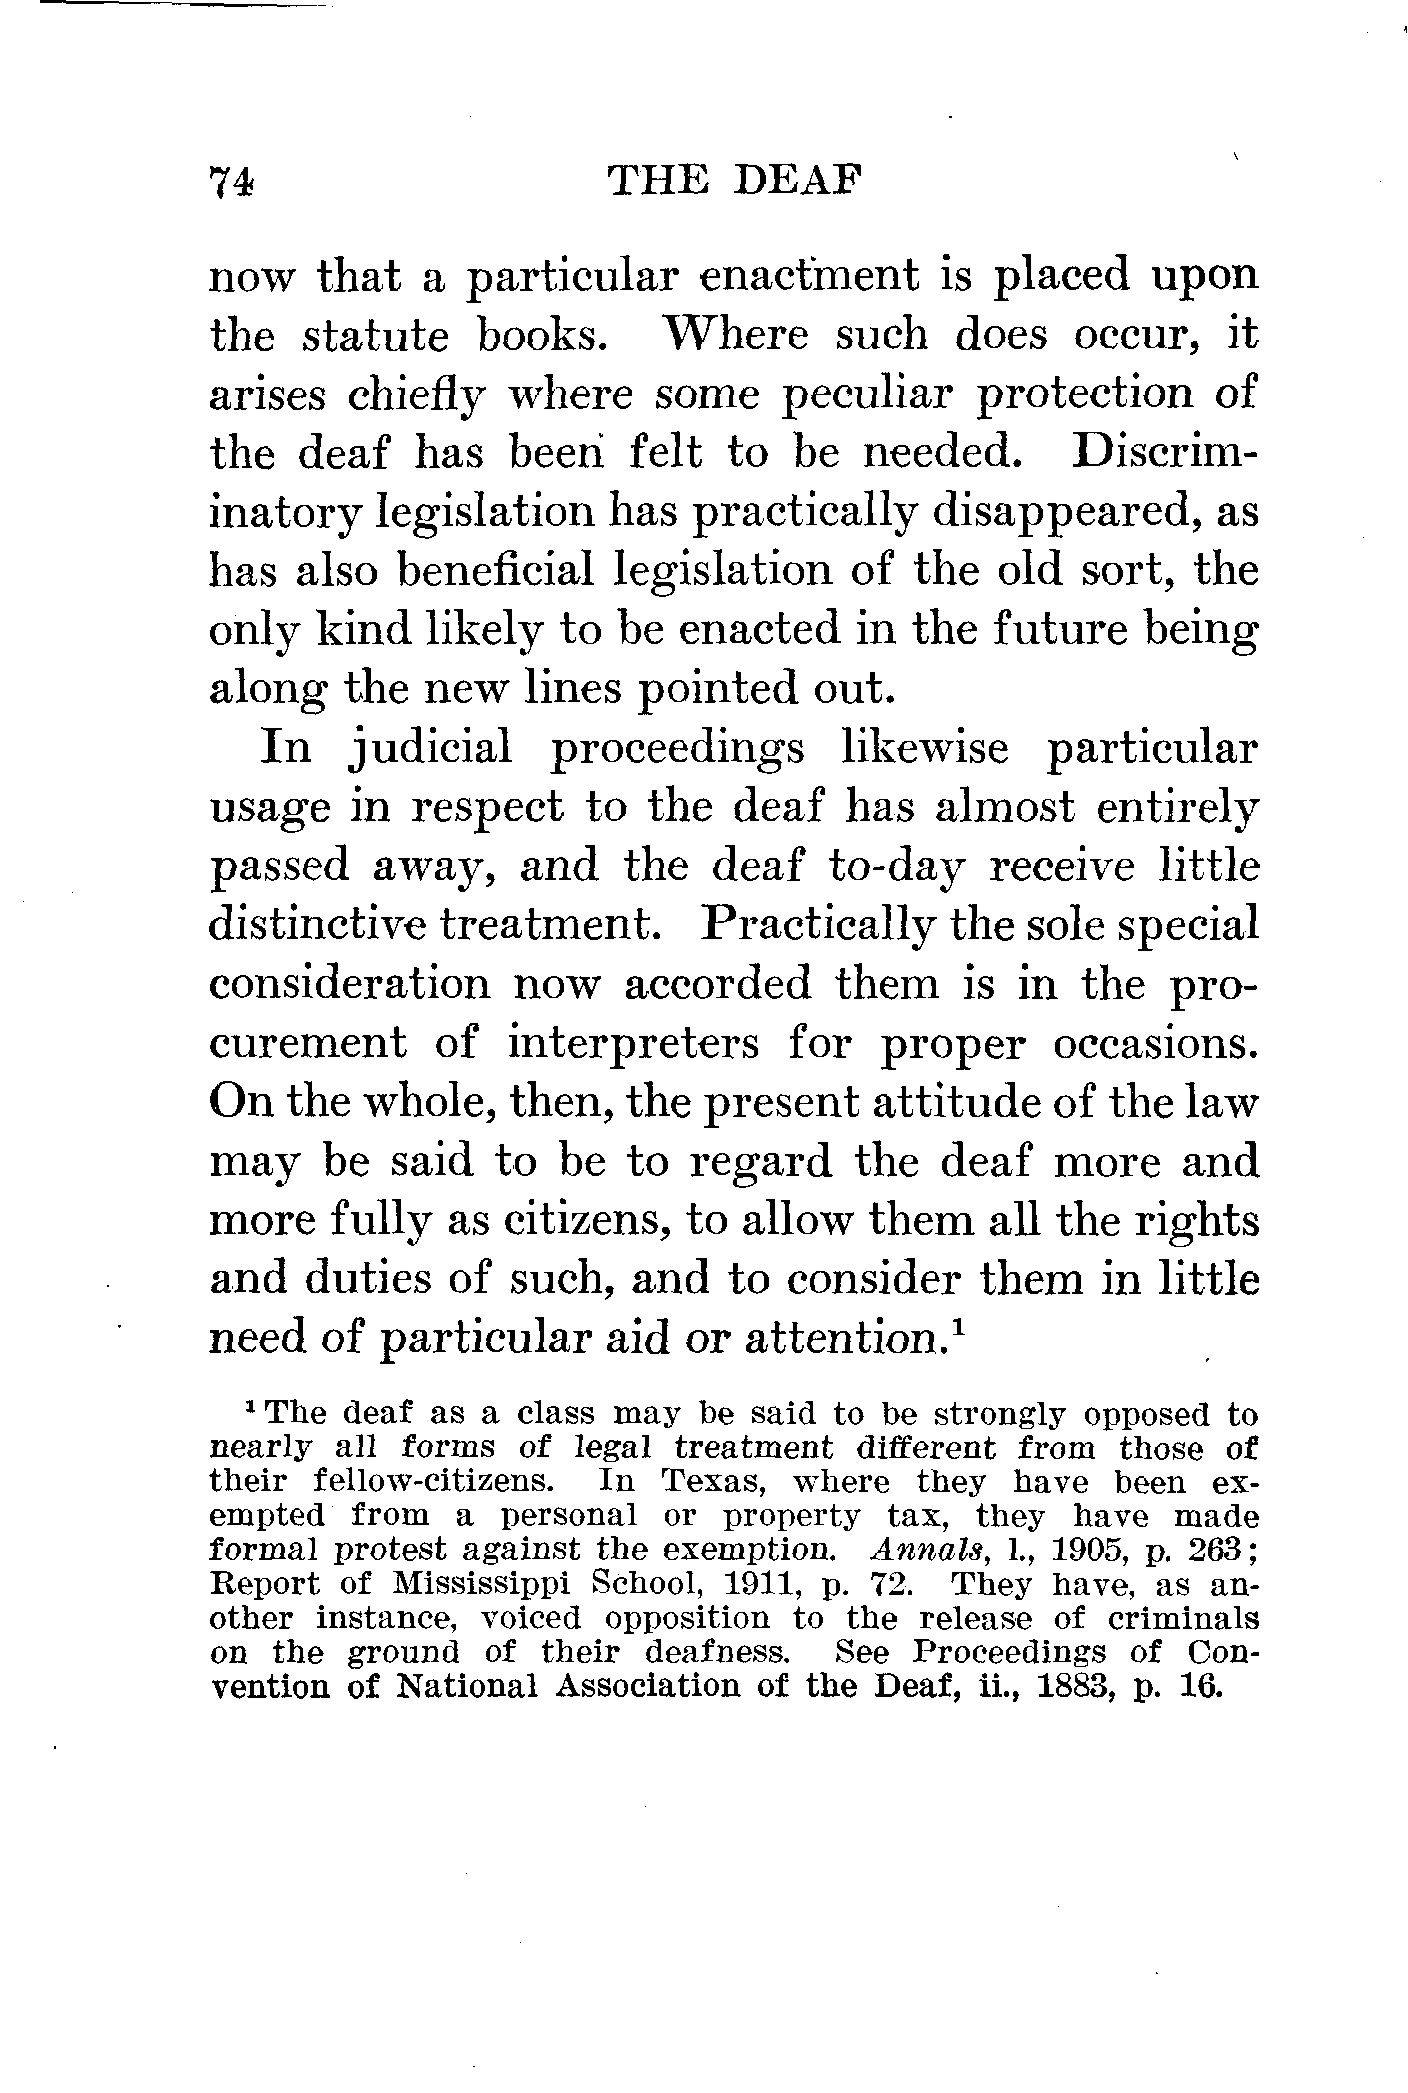 74 THE DEAF
now that a particular enactment is placed upon
the statute books. Where such does occur, it
arises chiefly where some peculiar protection of
the deaf has been felt to be needed. Discrim-
inatory legislation has practically disappeared, as
has also beneficial legislation of the old sort, the
only kind likely to be enacted in the future being
along the new lines pointed out.
In judicial proceedings likewise particular
usage in respect to the deaf has almost entirely
passed away, and the deaf to-day receive little
distinctive treatment. Practically the sole special
consideration now accorded them is in the pro-
curement of interpreters for proper occasions.
On the whole, then, the present attitude of the law
may be said to be to regard the deaf more and
more fully as citizens, to allow them all the rights
and duties of such, and to consider them in little
need of particular aid or attention.¹
¹ The deaf as a class may be said to be strongly opposed to
nearly all forms of legal treatment different from those of
their fellow-citizens. In Texas, where they have been ex-
empted from a personal or property tax, they have made
formal protest against the exemption. Annals, l., 1905, p. 263;
Report of Mississippi School, 1911, p. 72. They have, as an-
other instance, voiced opposition to the release of criminals
on the ground of their deafness. See Proceedings of Con-
vention of National Association of the Deaf, ii., 1883, p. 16.